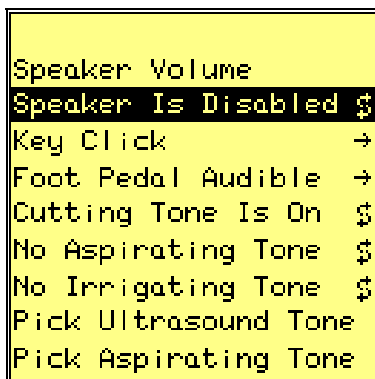 Speaker Volume
Speaker Is Disabled $
Key Click →
Foot Pedal Audible →
Cutting Tone Is On $
No Aspirating Tone $
No Irrigating Tone $
Pick Ultrasound Tone
Pick Aspirating Tone